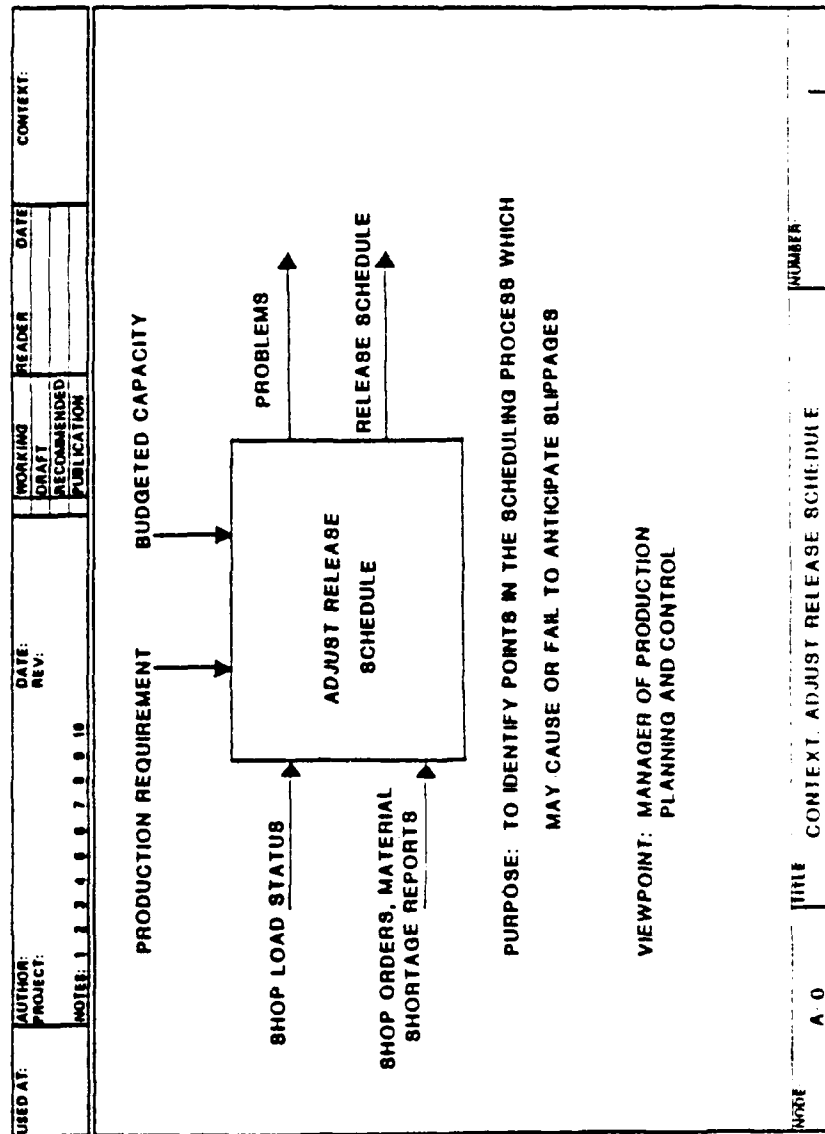 USED AT:
AUTHOR:
PROJECT:
NOTES: 1 2 3 4 5 6 7 8 9 10
DATE:
REV:
WORKING
DRAFT
RECOMMENDED
PUBLICATION
READER DATE
CONTEXT:
PRODUCTION REQUIREMENT
BUDGETED CAPACITY
SHOP LOAD STATUS
SHOP ORDERS, MATERIAL
SHORTAGE REPORTS
ADJUST RELEASE
SCHEDULE
PROBLEMS
RELEASE SCHEDULE
PURPOSE: TO IDENTIFY POINTS IN THE SCHEDULING PROCESS WHICH
MAY CAUSE OR FAIL TO ANTICIPATE SLIPPAGES
VIEWPOINT: MANAGER OF PRODUCTION
PLANNING AND CONTROL
NODE
A-0
TITLE
CONTEXT, ADJUST RELEASE SCHEDULE
NUMBER